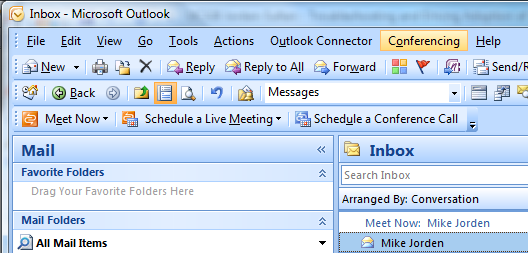 Inbox - Microsoft Outlook
File Edit View Go Tools Actions Outlook Connector Conferencing Help
New Reply Reply to All Forward Send/R
Back Messages
Meet Now Schedule a Live Meeting Schedule a Conference Call
Mail
Favorite Folders
Drag Your Favorite Folders Here
Mail Folders
All Mail Items
Inbox
Search Inbox
Arranged By: Conversation
Meet Now: Mike Jorden
Mike Jorden